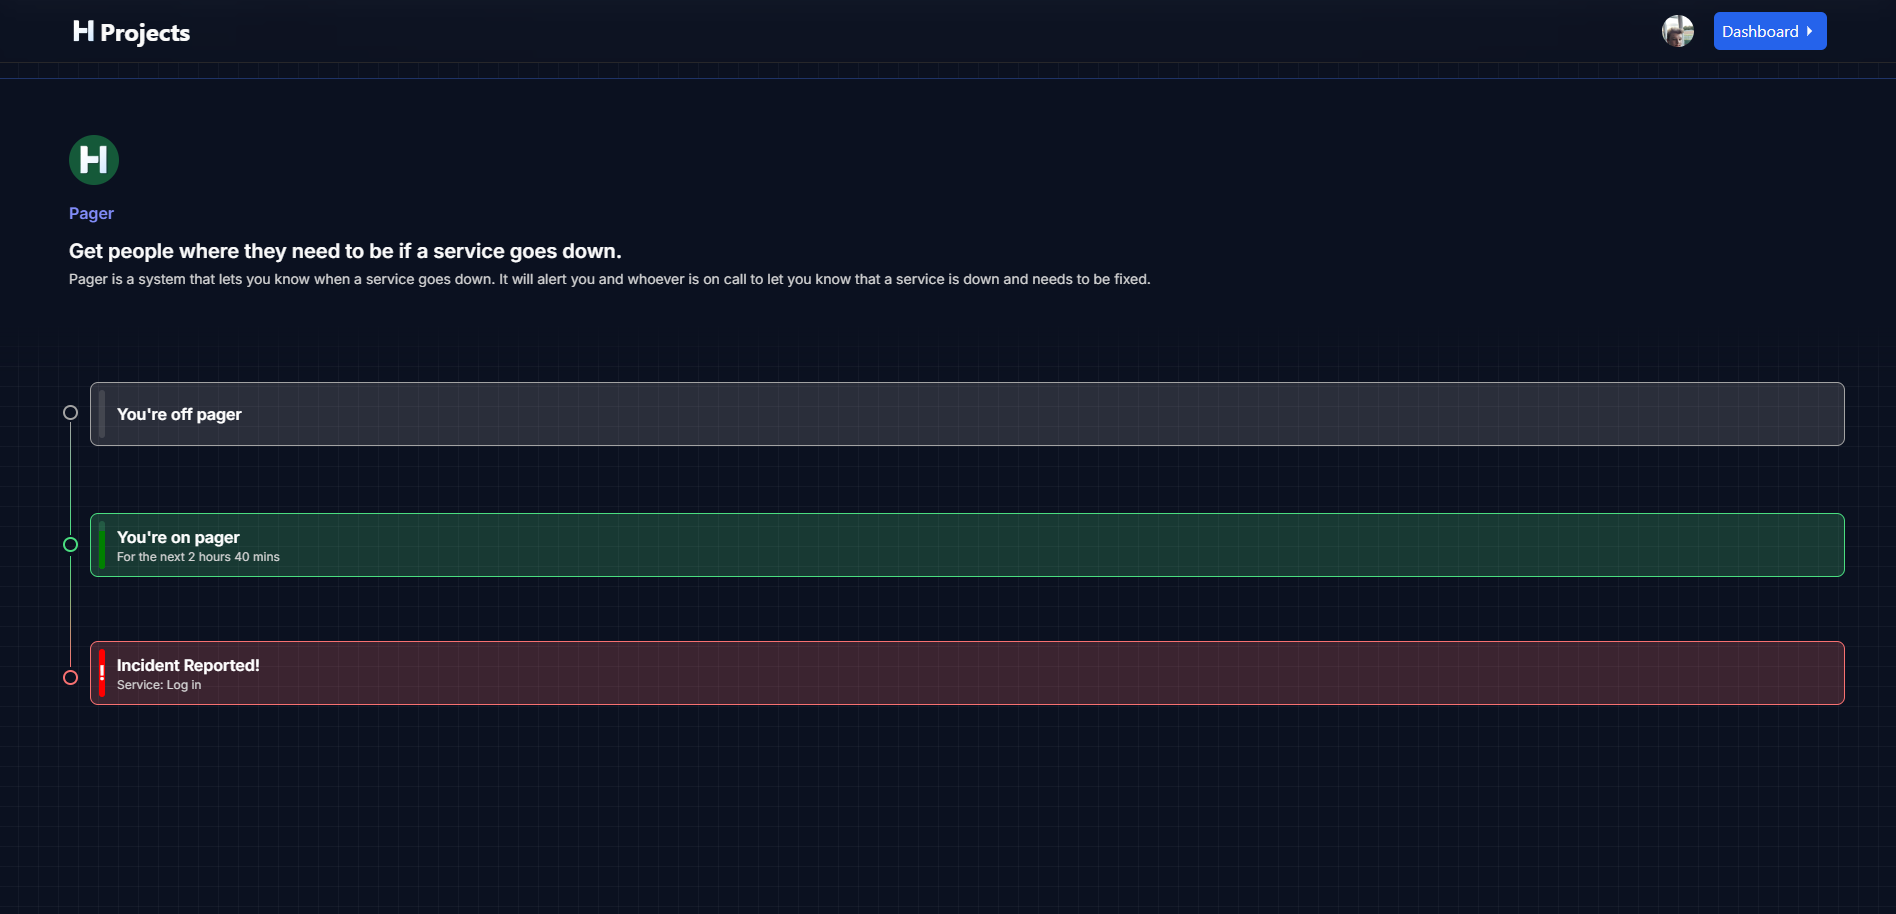 H Projects
Dashboard
H
Pager
Get people where they need to be if a service goes down.
Pager is a system that lets you know when a service goes down. It will alert you and whoever is on call to let you know that a service is down and needs to be fixed.
You're off pager
You're on pager
For the next 2 hours 40 mins
!
Incident Reported!
Service: Log in